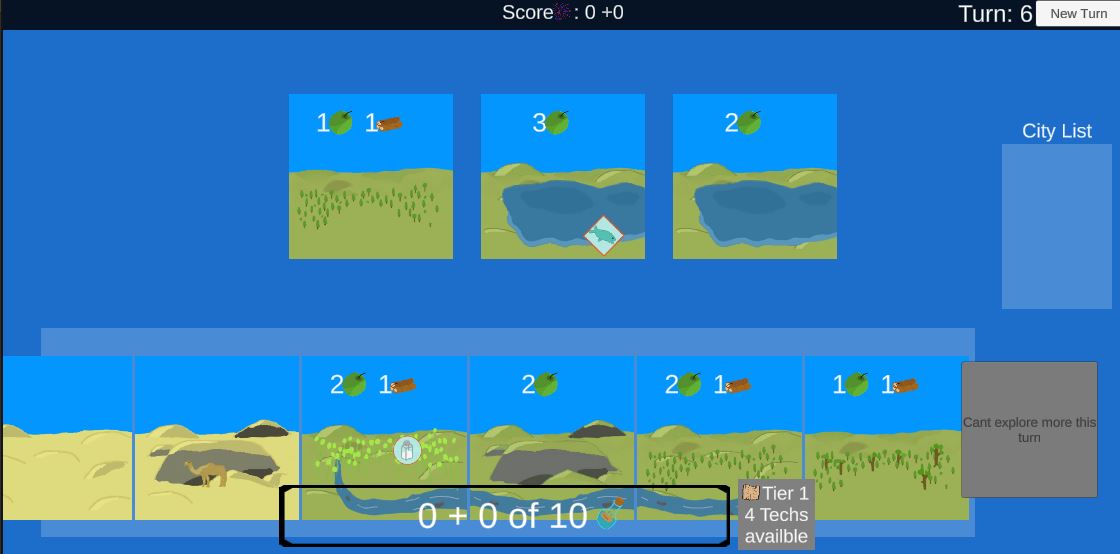 Score: 0 +0
Turn: 6
New Turn
1 1
3
2
City List
2 1
2
2 1
1 1
Cant explore more this
turn
0 + 0 of 10
Tier 1
4 Techs
availble